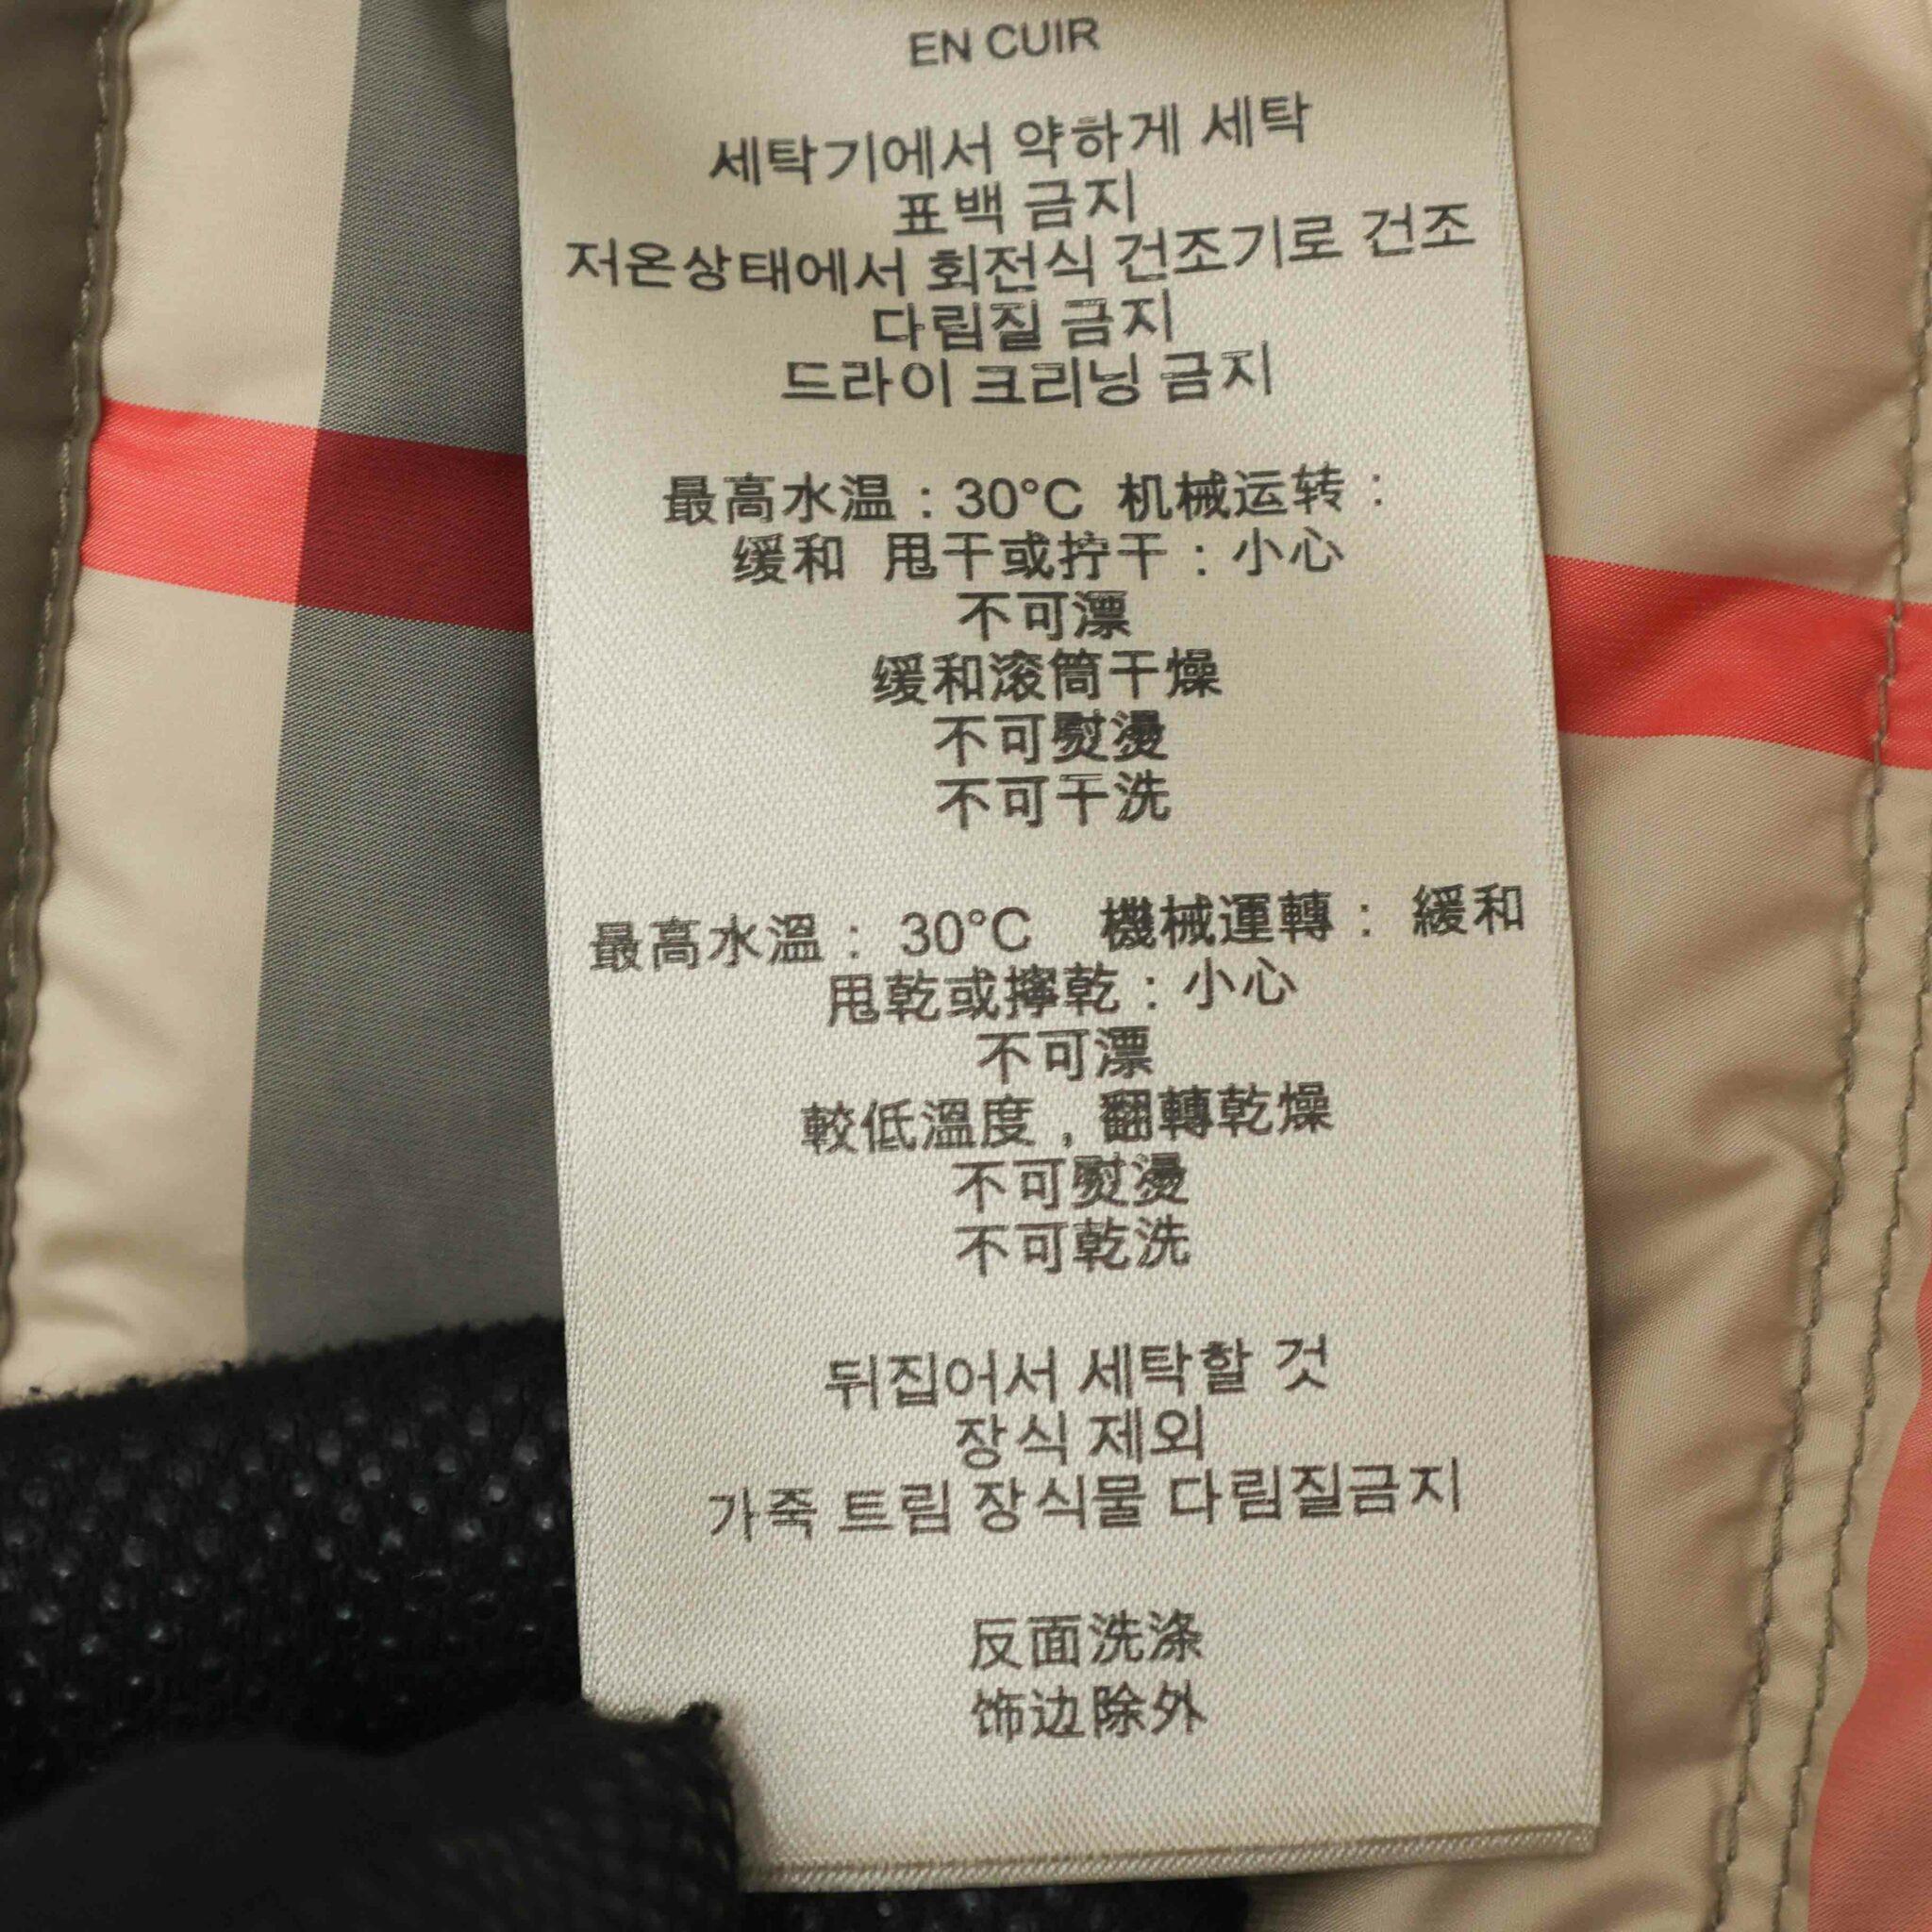 EN CUIR
세탁기에서 약하게 세탁
표백 금지
저온상태에서 회전식 건조기로 건조
다림질 금지
드라이 크리닝 금지
最高水温：30°C 机械运转：
缓和 甩干或拧干：小心
不可漂
缓和滚筒干燥
不可熨燙
不可干洗
最高水溫： 30°C 機械運轉： 緩和
甩乾或擰乾：小心
不可漂
較低溫度，翻轉乾燥
不可熨燙
不可乾洗
뒤집어서 세탁할 것
장식 제외
가죽 트림 장식물 다림질금지
反面洗涤
饰边除外